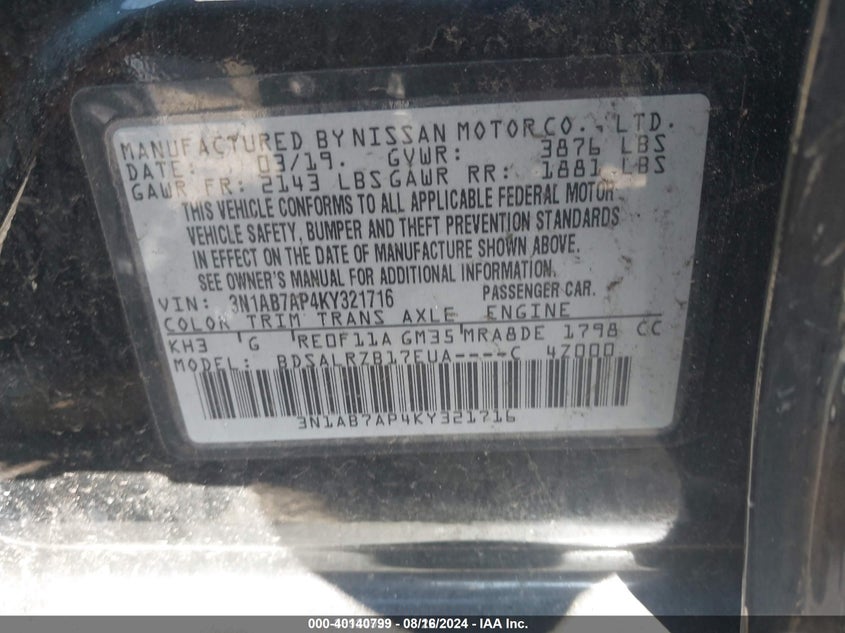 MANUFACTURED BY NISSAN MOTOR CO., LTD.
DATE: 03/19. GVWR: 3876 LBS
GAWR FR: 2143 LBS GAWR RR: 1881 LBS
THIS VEHICLE CONFORMS TO ALL APPLICABLE FEDERAL MOTOR
VEHICLE SAFETY, BUMPER AND THEFT PREVENTION STANDARDS
IN EFFECT ON THE DATE OF MANUFACTURE SHOWN ABOVE.
SEE OWNER'S MANUAL FOR ADDITIONAL INFORMATION.
VIN: 3N1AB7AP4KY321716 PASSENGER CAR.
COLOR TRIM TRANS AXLE ENGINE
KH3 G RE0F11A GM35 MRA8DE 1798 CC
MODEL: BDSALRZB17EUA----C 4Z000
3N1AB7AP4KY321716
000-40140799 - 08/16/2024 - IAA Inc.